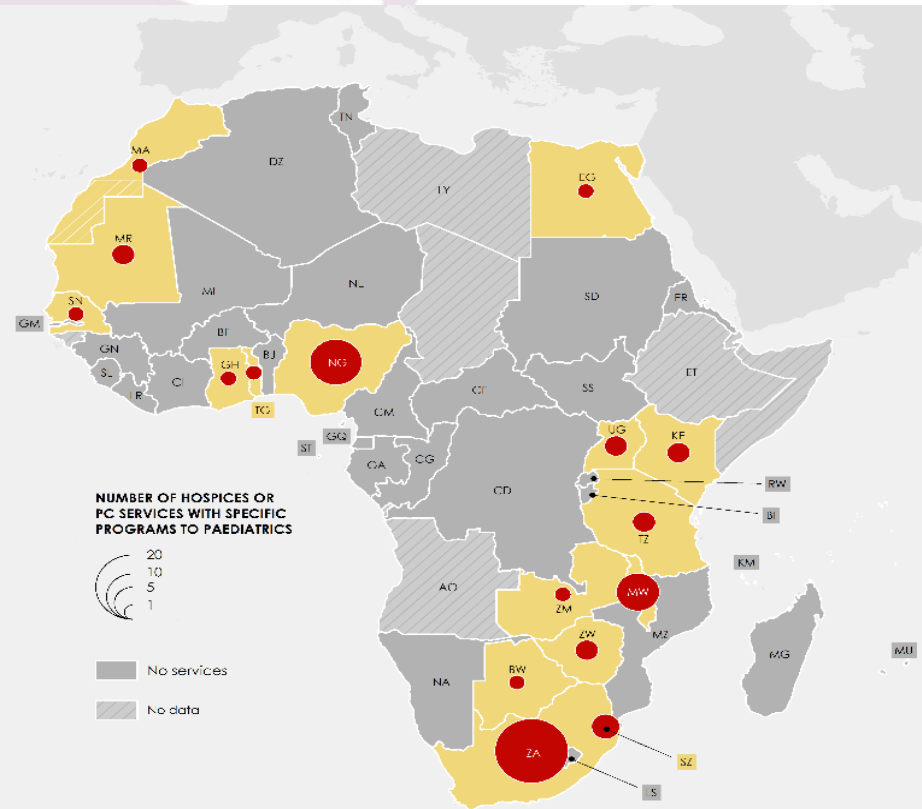 TN
MA
DZ
LY
EG
MR
ML
NE
SD
ER
SN
GM
GN
BF
BJ
NG
SL
LR
CI
GH
TG
CF
SS
ET
CM
GQ
ST
GA
CG
CD
UG
KE
RW
BI
TZ
KM
NUMBER OF HOSPICES OR
PC SERVICES WITH SPECIFIC
PROGRAMS TO PAEDIATRICS
20
10
5
1
No services
No data
AO
ZM
MW
MZ
ZW
MG
MU
NA
BW
ZA
SZ
LS